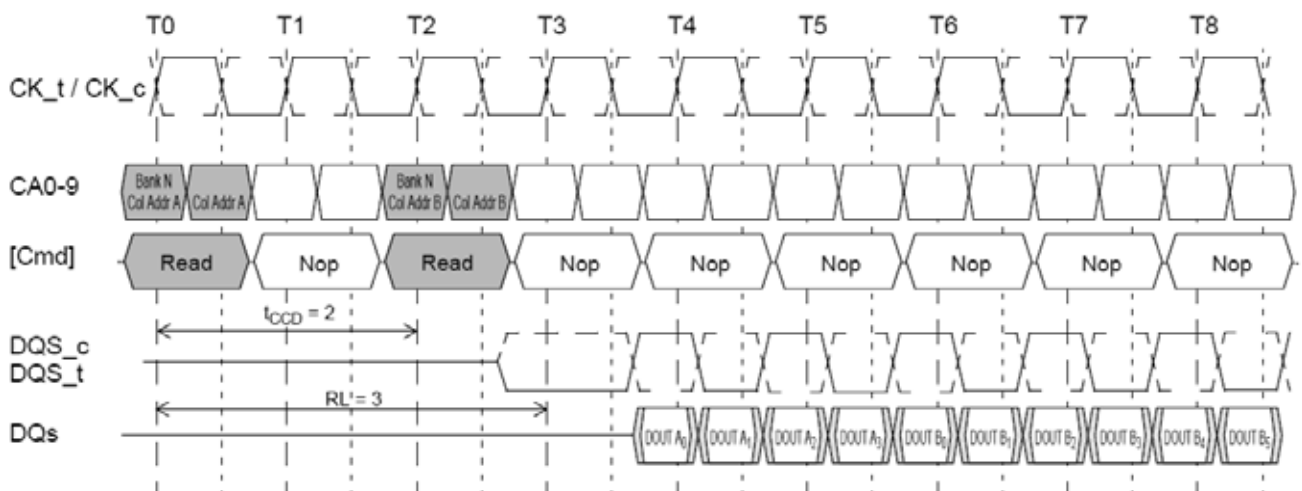 T0 T1 T2 T3 T4 T5 T6 T7 T8
CK_t / CK_c
CA0-9
Bank N
Col Addr A
Col Addr A
Bank N
Col Addr B
Col Addr B
[Cmd]
Read Nop Read Nop Nop Nop Nop Nop Nop
tCCD = 2
DQS_c
DQS_t
RL = 3
DQs
DOUT A0 DOUT A1 DOUT A2 DOUT A3 DOUT B0 DOUT B1 DOUT B2 DOUT B3 DOUT B4 DOUT B5